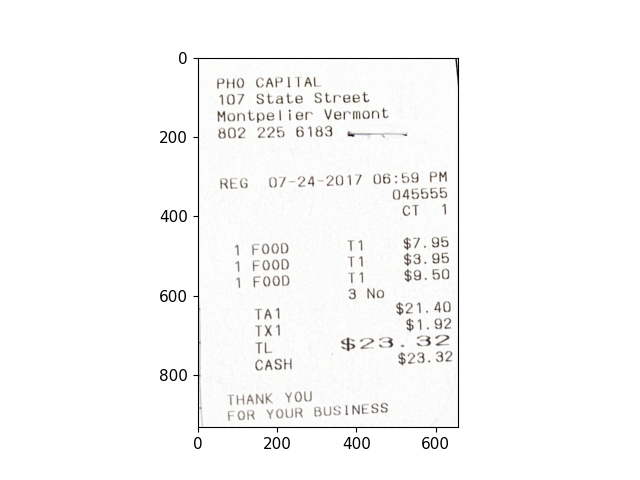 PHO CAPITAL
107 State Street
Montpelier Vermont
802 225 6183
REG 07-24-2017 06:59 PM
045555
CT 1
1 FOOD T1 $7.95
1 FOOD T1 $3.95
1 FOOD T1 $9.50
3 No
TA1 $21.40
TX1 $1.92
TL $23.32
CASH $23.32
THANK YOU
FOR YOUR BUSINESS
0
200
400
600
800
0 200 400 600